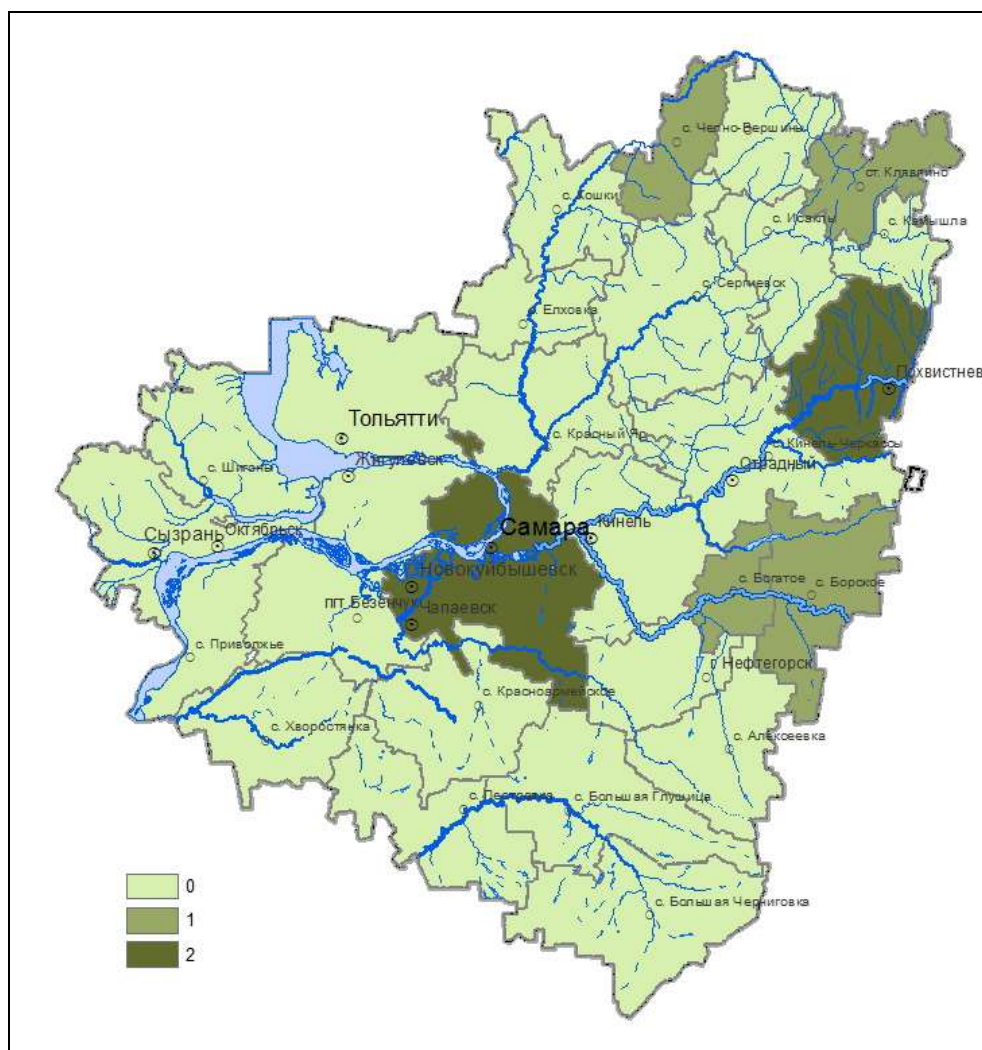 с. Челно-Вершины
ст. Клявлино
с. Кошки
с. Исаклы
с. Камышла
с. Сергиевск
с. Елховка
Похвистнев
Тольятти
с. Красный Яр
с. Кинель-Черкассы
Жигулевск
с. Шигоны
Отрадный
Самара
Кинель
Сызрань
Октябрьск
Новокуйбышевск
с. Богатое
с. Борское
пгт Безенчук
Чапаевск
с. Приволжье
г Нефтегорск
с. Красноармейское
с. Хворостянка
с. Алексеевка
с. Пестравка
с. Большая Глушица
0
с. Большая Черниговка
1
2